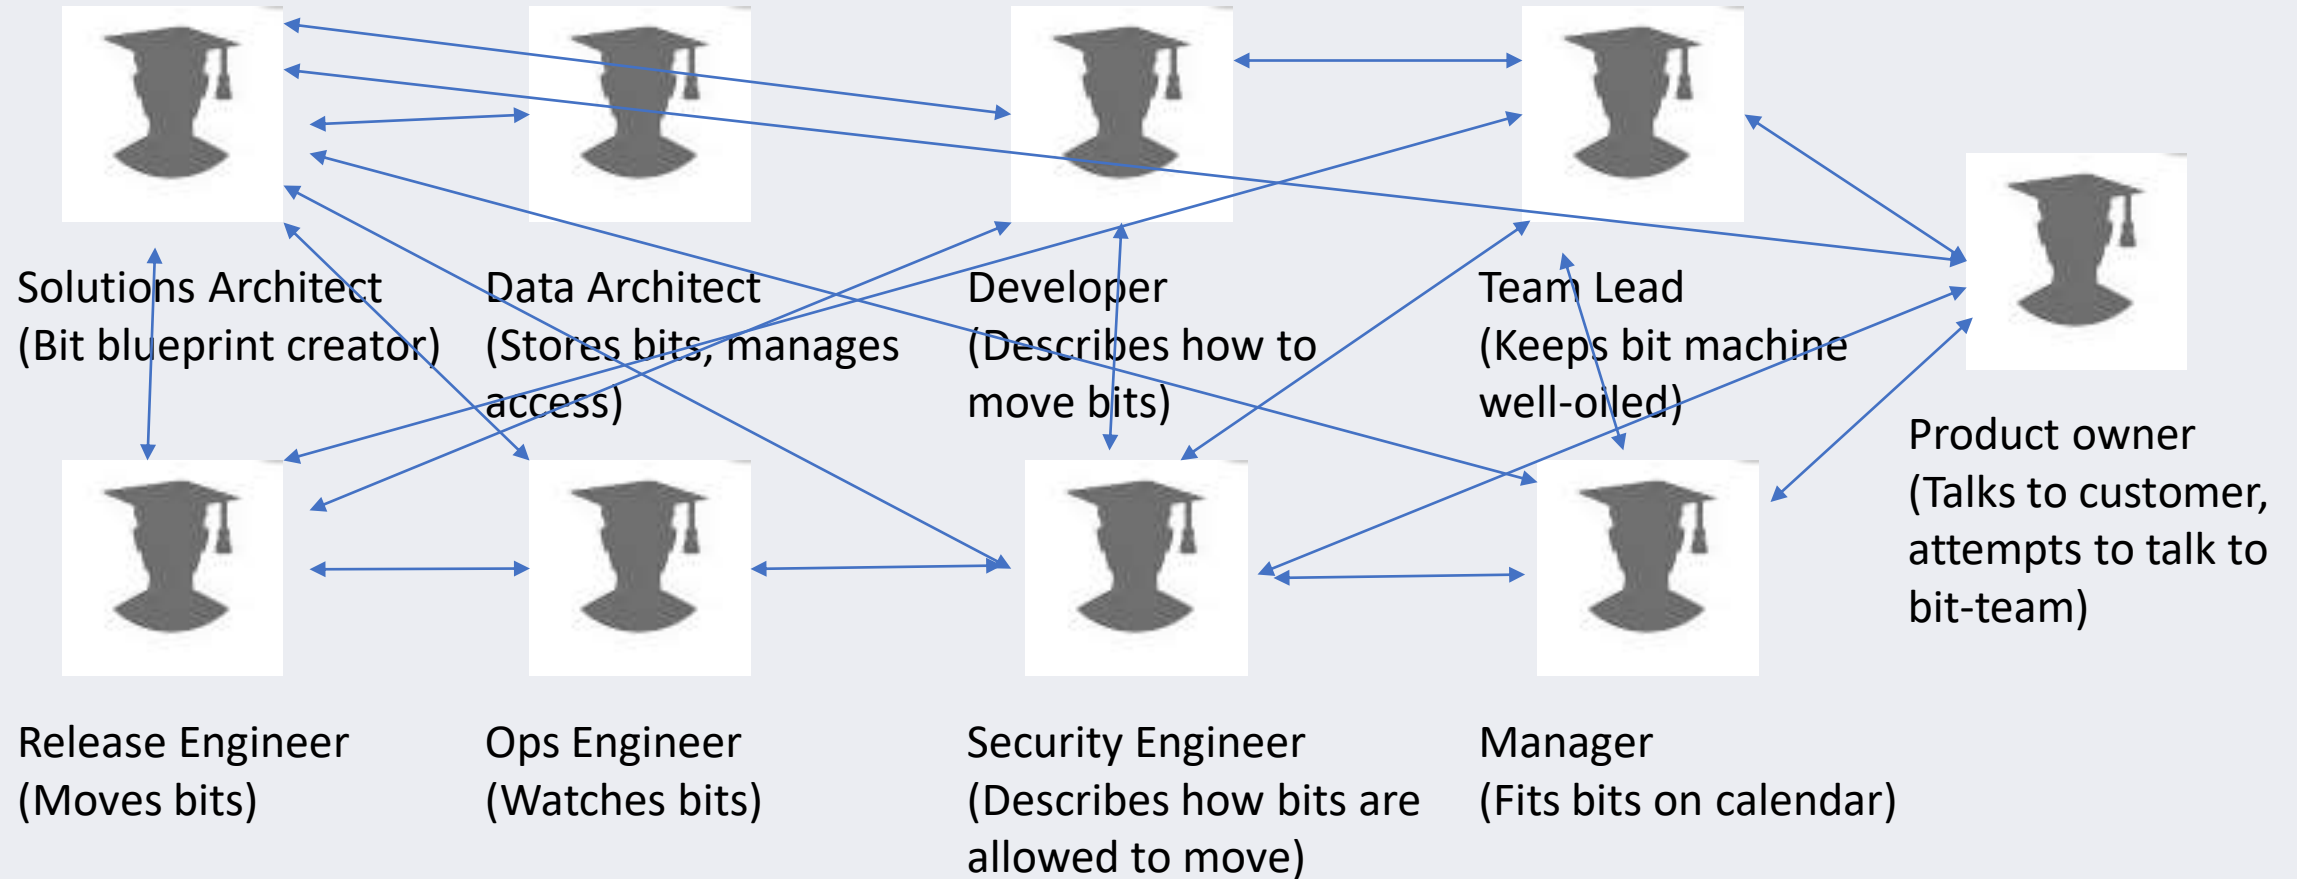 Solutions Architect
(Bit blueprint creator)
Data Architect
(Stores bits, manages
access)
Developer
(Describes how to
move bits)
Team Lead
(Keeps bit machine
well-oiled)
Product owner
(Talks to customer,
attempts to talk to
bit-team)
Release Engineer
(Moves bits)
Ops Engineer
(Watches bits)
Security Engineer
(Describes how bits are
allowed to move)
Manager
(Fits bits on calendar)